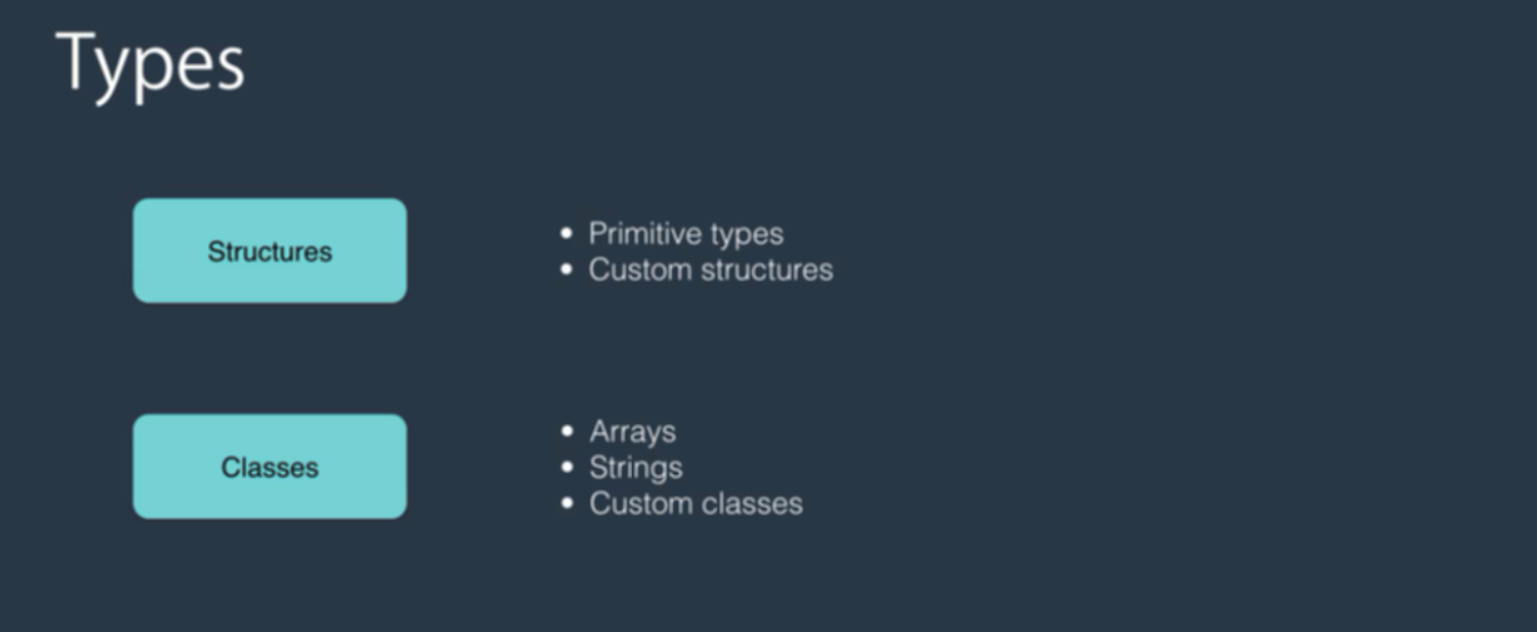 Types
Structures
• Primitive types
• Custom structures
Classes
• Arrays
• Strings
• Custom classes